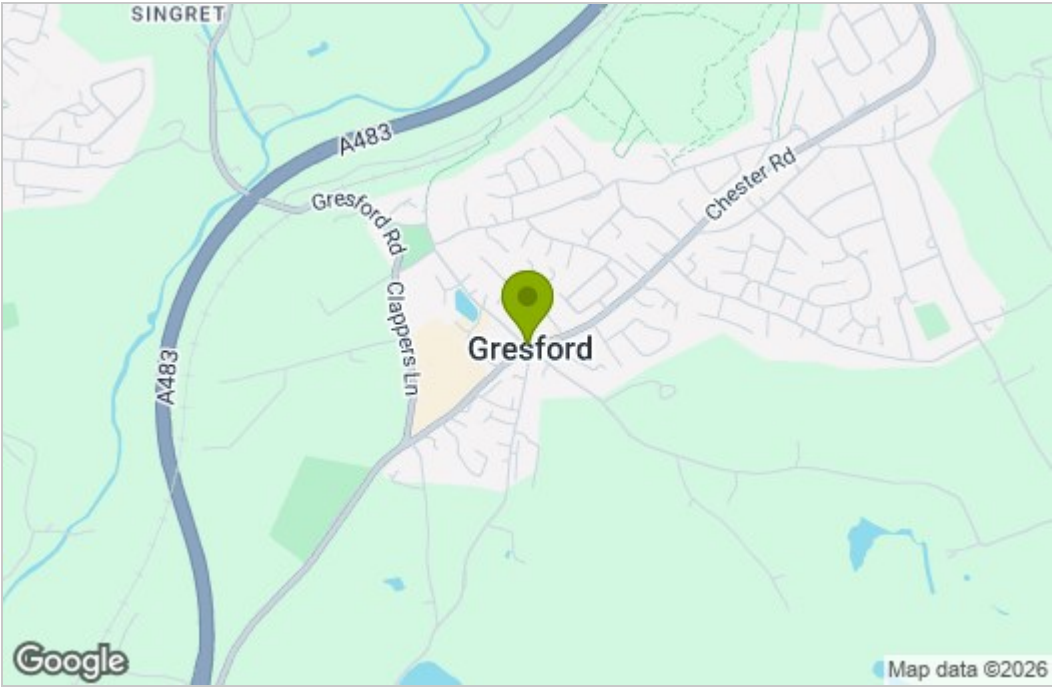 SINGRET
A483
Chester Rd
Gresford Rd
Clappers Ln
Gresford
A483
Google
Map data ©2026